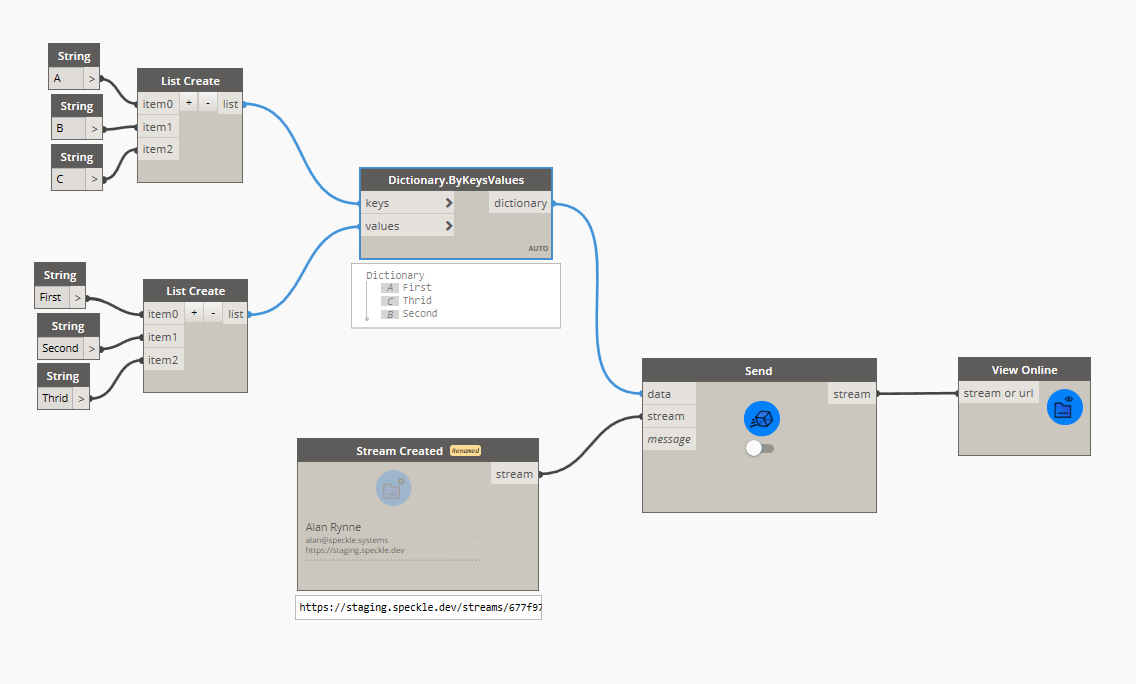 String
A >
String
B >
String
C >
List Create
item0 + - list
item1
item2
Dictionary.ByKeysValues
keys > dictionary
values >
AUTO
Dictionary
A First
C Thrid
B Second
String
First >
String
Second >
String
Thrid >
List Create
item0 + - list
item1
item2
Stream Created Renamed
stream
Alan Rynne
alan@speckle.systems
https://staging.speckle.dev
https://staging.speckle.dev/streams/677f97
Send
data stream
stream
message
View Online
stream or url